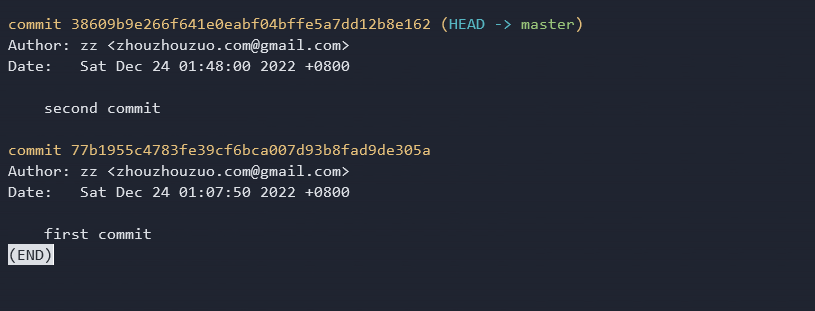 commit 38609b9e266f641e0eabf04bffe5a7dd12b8e162 (HEAD -> master)
Author: zz <zhouzhouzuo.com@gmail.com>
Date:   Sat Dec 24 01:48:00 2022 +0800
    second commit
commit 77b1955c4783fe39cf6bca007d93b8fad9de305a
Author: zz <zhouzhouzuo.com@gmail.com>
Date:   Sat Dec 24 01:07:50 2022 +0800
    first commit
(END)